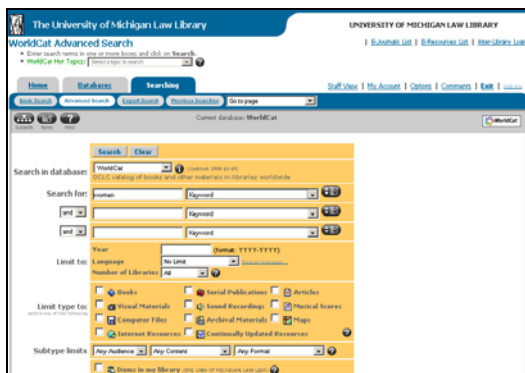 The University of Michigan Law Library
UNIVERSITY OF MICHIGAN LAW LIBRARY
WorldCat Advanced Search
E-Journals List | E-Resources List | Inter-Library Loan
Enter search terms in one or more boxes and click on Search.
WorldCat Hot Topics: Select a topic to search
Home Databases Searching
Staff View | My Account | Options | Comments | Exit |
Basic Search Advanced Search Expert Search Previous Searches Go to page
Subjects News Help
Current database: WorldCat
WorldCat
Search Clear
Search in database: WorldCat
OCLC catalog of books and other materials in libraries worldwide
Search for: women Keyword
and Keyword
and Keyword
Limit to: Year (format: YYYY-YYYY)
Language No Limit
Number of Libraries All
Limit type to:
Books Serial Publications Articles
Visual Materials Sound Recordings Musical Scores
Computer Files Archival Materials Maps
Internet Resources Continually Updated Resources
Subtype limits Any Audience Any Content Any Format
Items in my library